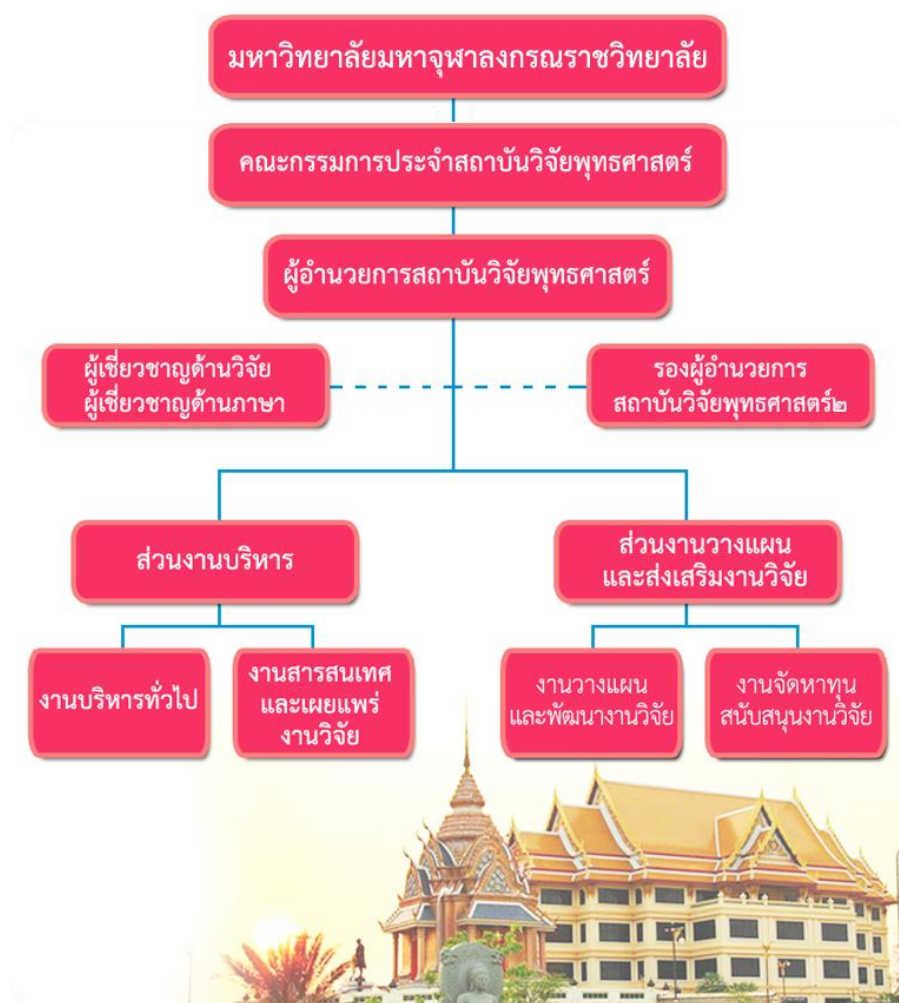 มหาวิทยาลัยมหาจุฬาลงกรณราชวิทยาลัย
คณะกรรมการประจำสถาบันวิจัยพุทธศาสตร์
ผู้อำนวยการสถาบันวิจัยพุทธศาสตร์
ผู้เชี่ยวชาญด้านวิจัย
ผู้เชี่ยวชาญด้านภาษา
รองผู้อำนวยการ
สถาบันวิจัยพุทธศาสตร์๒
ส่วนงานบริหาร
ส่วนงานวางแผน
และส่งเสริมงานวิจัย
งานบริหารทั่วไป
งานสารสนเทศ
และเผยแพร่
งานวิจัย
งานวางแผน
และพัฒนางานวิจัย
งานจัดหาทุน
สนับสนุนงานวิจัย